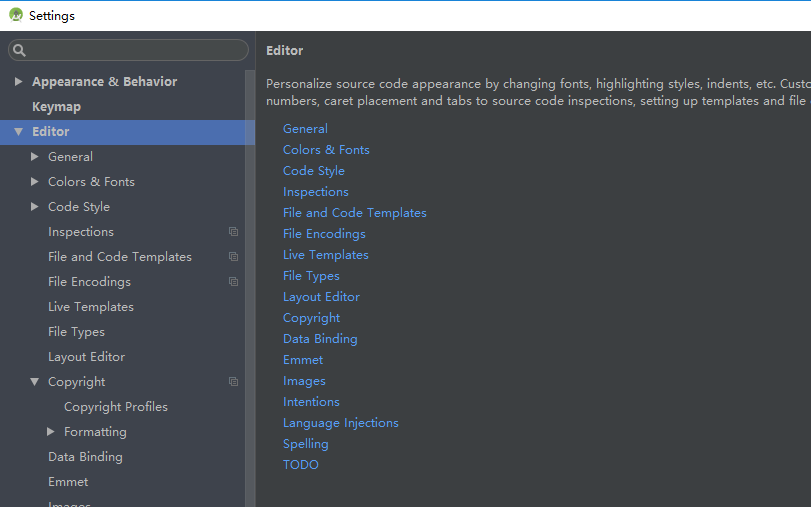 Settings
Appearance & Behavior
Keymap
Editor
General
Colors & Fonts
Code Style
Inspections
File and Code Templates
File Encodings
Live Templates
File Types
Layout Editor
Copyright
Copyright Profiles
Formatting
Data Binding
Emmet
Images
Editor
Personalize source code appearance by changing fonts, highlighting styles, indents, etc. Custo
numbers, caret placement and tabs to source code inspections, setting up templates and file
General
Colors & Fonts
Code Style
Inspections
File and Code Templates
File Encodings
Live Templates
File Types
Layout Editor
Copyright
Data Binding
Emmet
Images
Intentions
Language Injections
Spelling
TODO